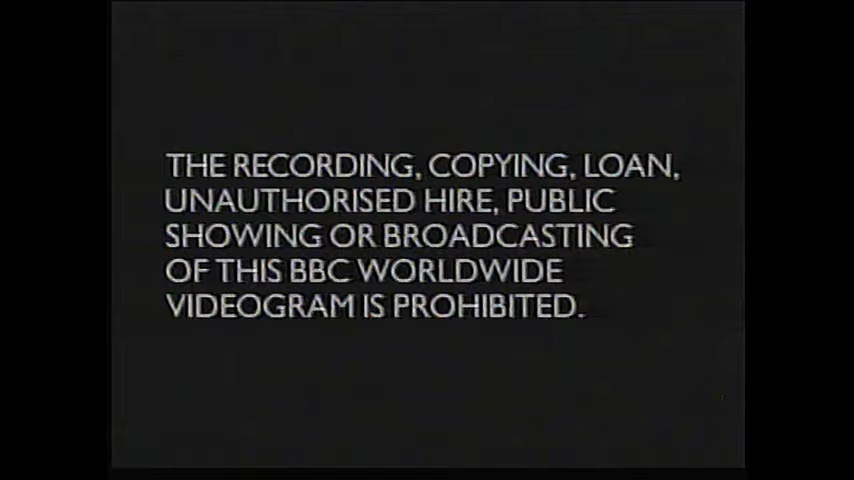 THE RECORDING, COPYING, LOAN,
UNAUTHORISED HIRE, PUBLIC
SHOWING OR BROADCASTING
OF THIS BBC WORLDWIDE
VIDEOGRAM IS PROHIBITED.